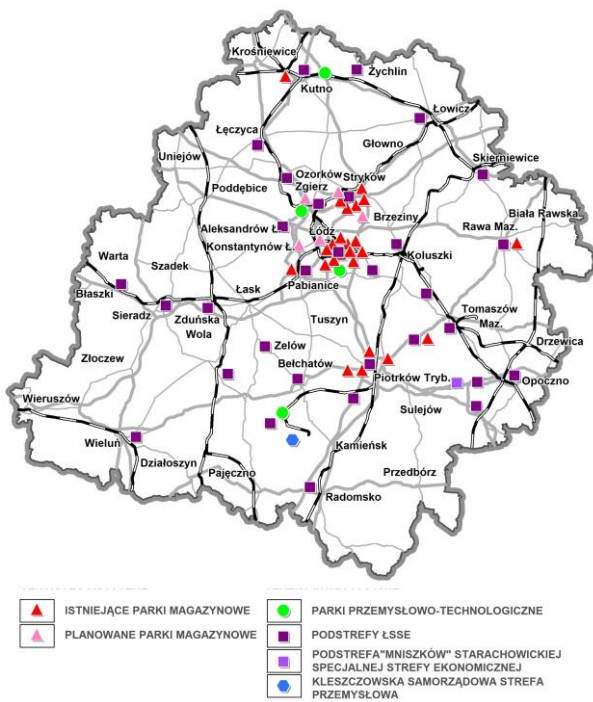 Krośniewice
Kutno
Żychlin
Łowicz
Łęczyca
Głowno
Uniejów
Skierniewice
Ozorków
Stryków
Zgierz
Poddębice
Brzeziny
Biała Rawska
Aleksandrów Ł.
Łódź
Rawa Maz.
Konstantynów Ł.
Koluszki
Warta
Szadek
Błaszki
Łask
Pabianice
Sieradz
Zduńska
Wola
Tuszyn
Tomaszów
Maz.
Zelów
Drzewica
Złoczew
Bełchatów
Piotrków Tryb.
Opoczno
Wieruszów
Sulejów
Wieluń
Kamieńsk
Działoszyn
Pajęczno
Przedbórz
Radomsko
ISTNIEJĄCE PARKI MAGAZYNOWE
PLANOWANE PARKI MAGAZYNOWE
PARKI PRZEMYSŁOWO-TECHNOLOGICZNE
PODSTREFY ŁSSE
PODSTREFA"MNISZKÓW" STARACHOWICKIEJ
SPECJALNEJ STREFY EKONOMICZNEJ
KLESZCZOWSKA SAMORZĄDOWA STREFA
PRZEMYSŁOWA